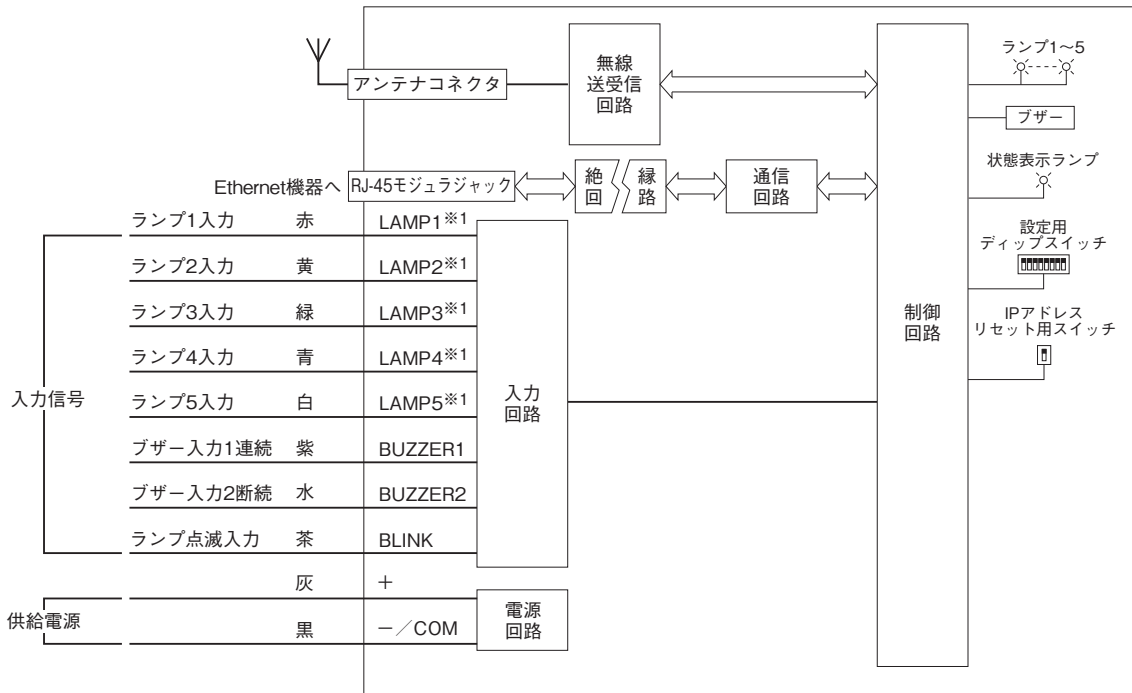 アンテナコネクタ
無線
送受信
回路
ランプ1～5
ブザー
状態表示ランプ
設定用
ディップスイッチ
IPアドレス
リセット用スイッチ
制御
回路
Ethernet機器へ
RJ-45モジュラジャック
絶 縁
回 路
通信
回路
入力信号
ランプ1入力 赤 LAMP1※1
ランプ2入力 黄 LAMP2※1
ランプ3入力 緑 LAMP3※1
ランプ4入力 青 LAMP4※1
ランプ5入力 白 LAMP5※1
ブザー入力1連続 紫 BUZZER1
ブザー入力2断続 水 BUZZER2
ランプ点滅入力 茶 BLINK
入力
回路
供給電源
灰 ＋
黒 －／COM
電源
回路